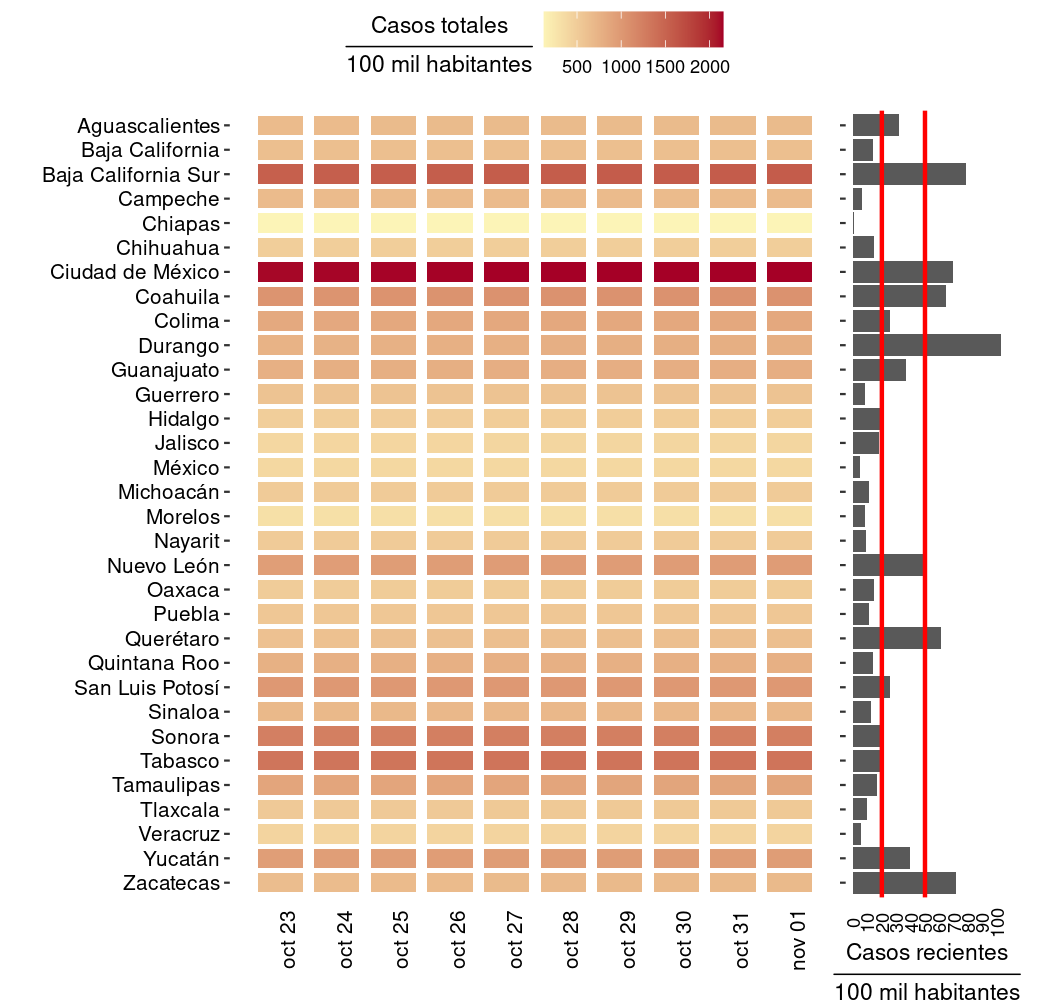 Casos totales
100 mil habitantes
500 1000 1500 2000
Aguascalientes
Baja California
Baja California Sur
Campeche
Chiapas
Chihuahua
Ciudad de México
Coahuila
Colima
Durango
Guanajuato
Guerrero
Hidalgo
Jalisco
México
Michoacán
Morelos
Nayarit
Nuevo León
Oaxaca
Puebla
Querétaro
Quintana Roo
San Luis Potosí
Sinaloa
Sonora
Tabasco
Tamaulipas
Tlaxcala
Veracruz
Yucatán
Zacatecas
oct 23
oct 24
oct 25
oct 26
oct 27
oct 28
oct 29
oct 30
oct 31
nov 01
0
10
20
30
40
50
60
70
80
90
100
Casos recientes
100 mil habitantes